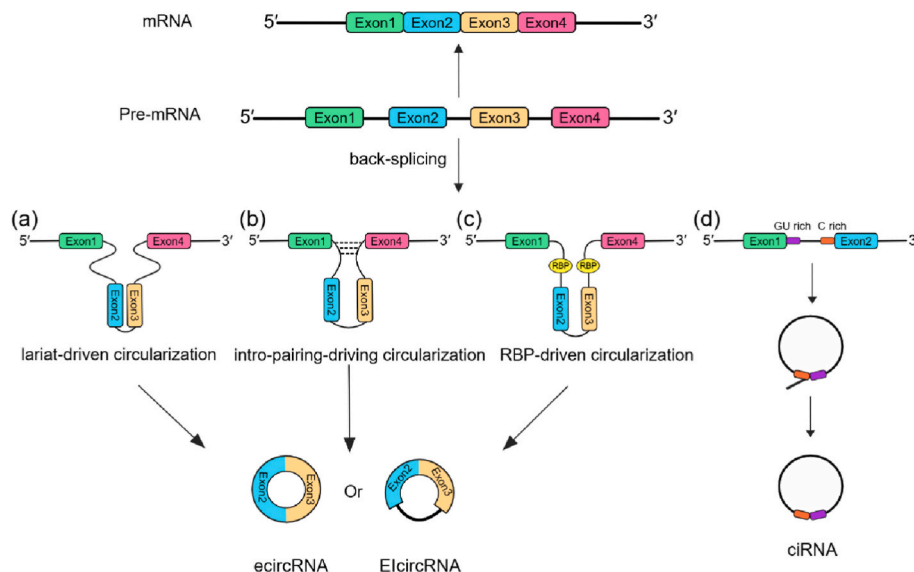 mRNA 5′ Exon1 Exon2 Exon3 Exon4 3′
Pre-mRNA 5′ Exon1 Exon2 Exon3 Exon4 3′
back-splicing
(a) (b) (c) (d)
GU rich C rich
5′ Exon1 Exon4 3′ 5′ Exon1 Exon4 3′ 5′ Exon1 Exon4 3′ 5′ Exon1 Exon2 3′
RBP RBP
Exon2 Exon3 Exon2 Exon3 Exon2 Exon3
lariat-driven circularization intro-pairing-driving circularization RBP-driven circularization
Exon2 Exon3 Or Exon2 Exon3
ecircRNA EIcircRNA ciRNA